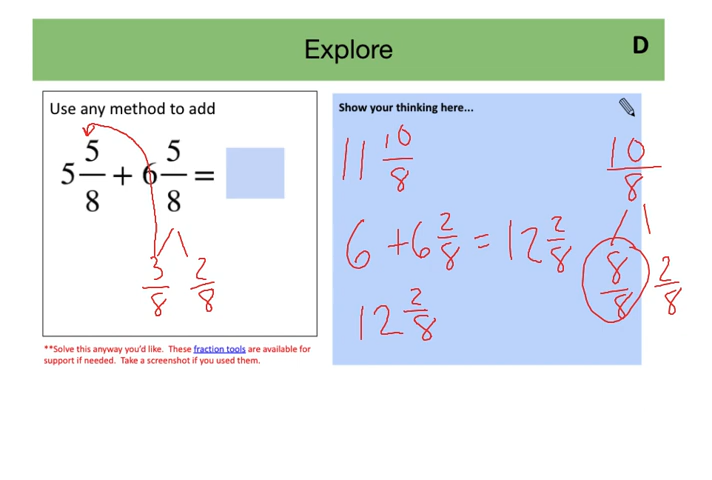 Explore
D
Use any method to add
5 5/8 + 6 5/8 =
3/8 2/8
**Solve this anyway you'd like. These fraction tools are available for
support if needed. Take a screenshot if you used them.
Show your thinking here...
11 10/8
6 + 6 2/8 = 12 2/8
12 2/8
10/8
8/8 2/8